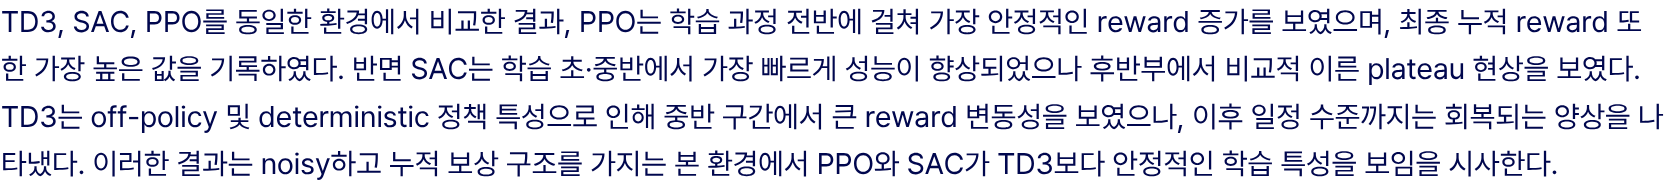 TD3, SAC, PPO를 동일한 환경에서 비교한 결과, PPO는 학습 과정 전반에 걸쳐 가장 안정적인 reward 증가를 보였으며, 최종 누적 reward 또
한 가장 높은 값을 기록하였다. 반면 SAC는 학습 초·중반에서 가장 빠르게 성능이 향상되었으나 후반부에서 비교적 이른 plateau 현상을 보였다.
TD3는 off-policy 및 deterministic 정책 특성으로 인해 중반 구간에서 큰 reward 변동성을 보였으나, 이후 일정 수준까지는 회복되는 양상을 나
타냈다. 이러한 결과는 noisy하고 누적 보상 구조를 가지는 본 환경에서 PPO와 SAC가 TD3보다 안정적인 학습 특성을 보임을 시사한다.